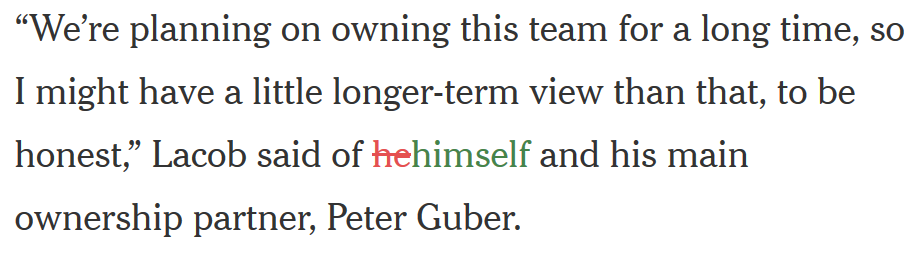 “We’re planning on owning this team for a long time, so
I might have a little longer-term view than that, to be
honest,” Lacob said of hehimself and his main
ownership partner, Peter Guber.